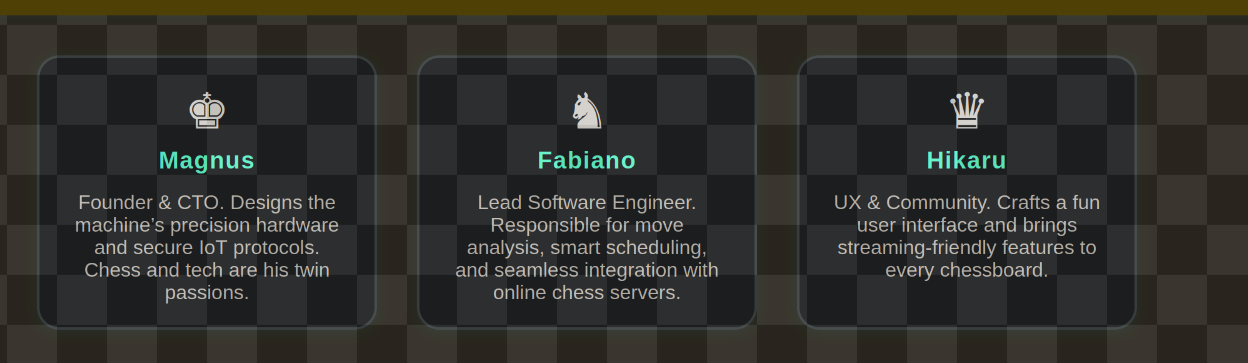 Magnus
Founder & CTO. Designs the
machine’s precision hardware
and secure IoT protocols.
Chess and tech are his twin
passions.
Fabiano
Lead Software Engineer.
Responsible for move
analysis, smart scheduling,
and seamless integration with
online chess servers.
Hikaru
UX & Community. Crafts a fun
user interface and brings
streaming-friendly features to
every chessboard.